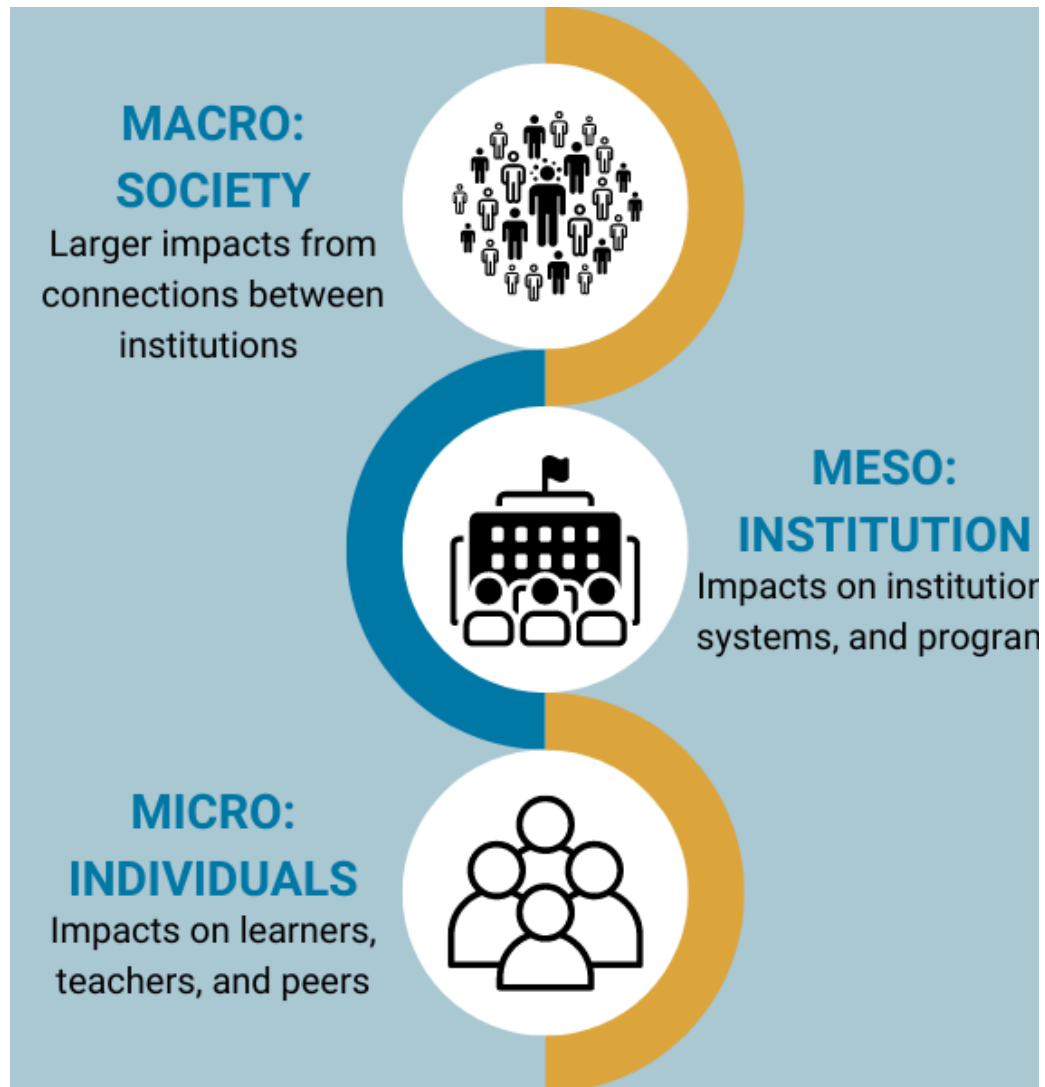 MACRO:
SOCIETY
Larger impacts from
connections between
institutions
MESO:
INSTITUTION
Impacts on institution
systems, and program
MICRO:
INDIVIDUALS
Impacts on learners,
teachers, and peers